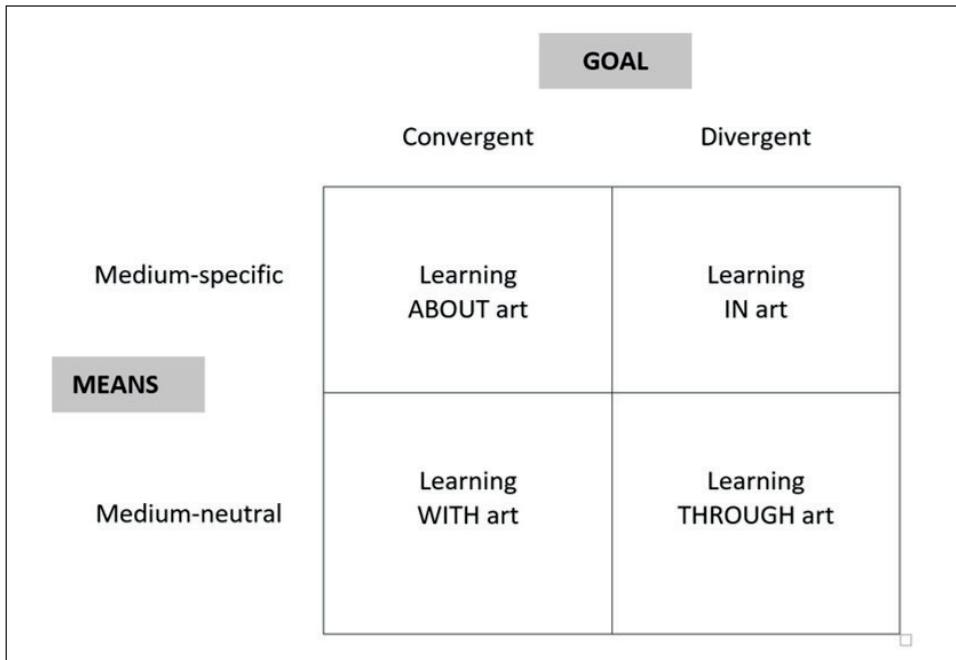 GOAL
Convergent Divergent
Medium-specific
Learning
ABOUT art
Learning
IN art
MEANS
Medium-neutral
Learning
WITH art
Learning
THROUGH art